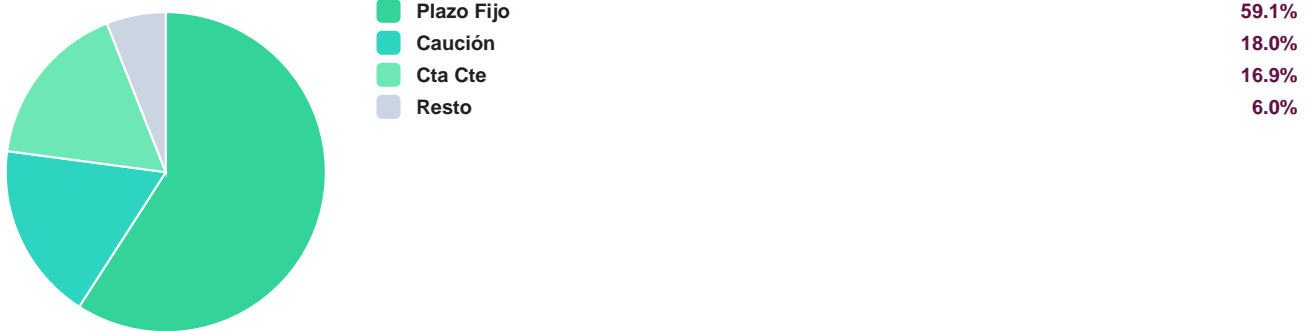 Plazo Fijo 59.1%
Caución 18.0%
Cta Cte 16.9%
Resto 6.0%